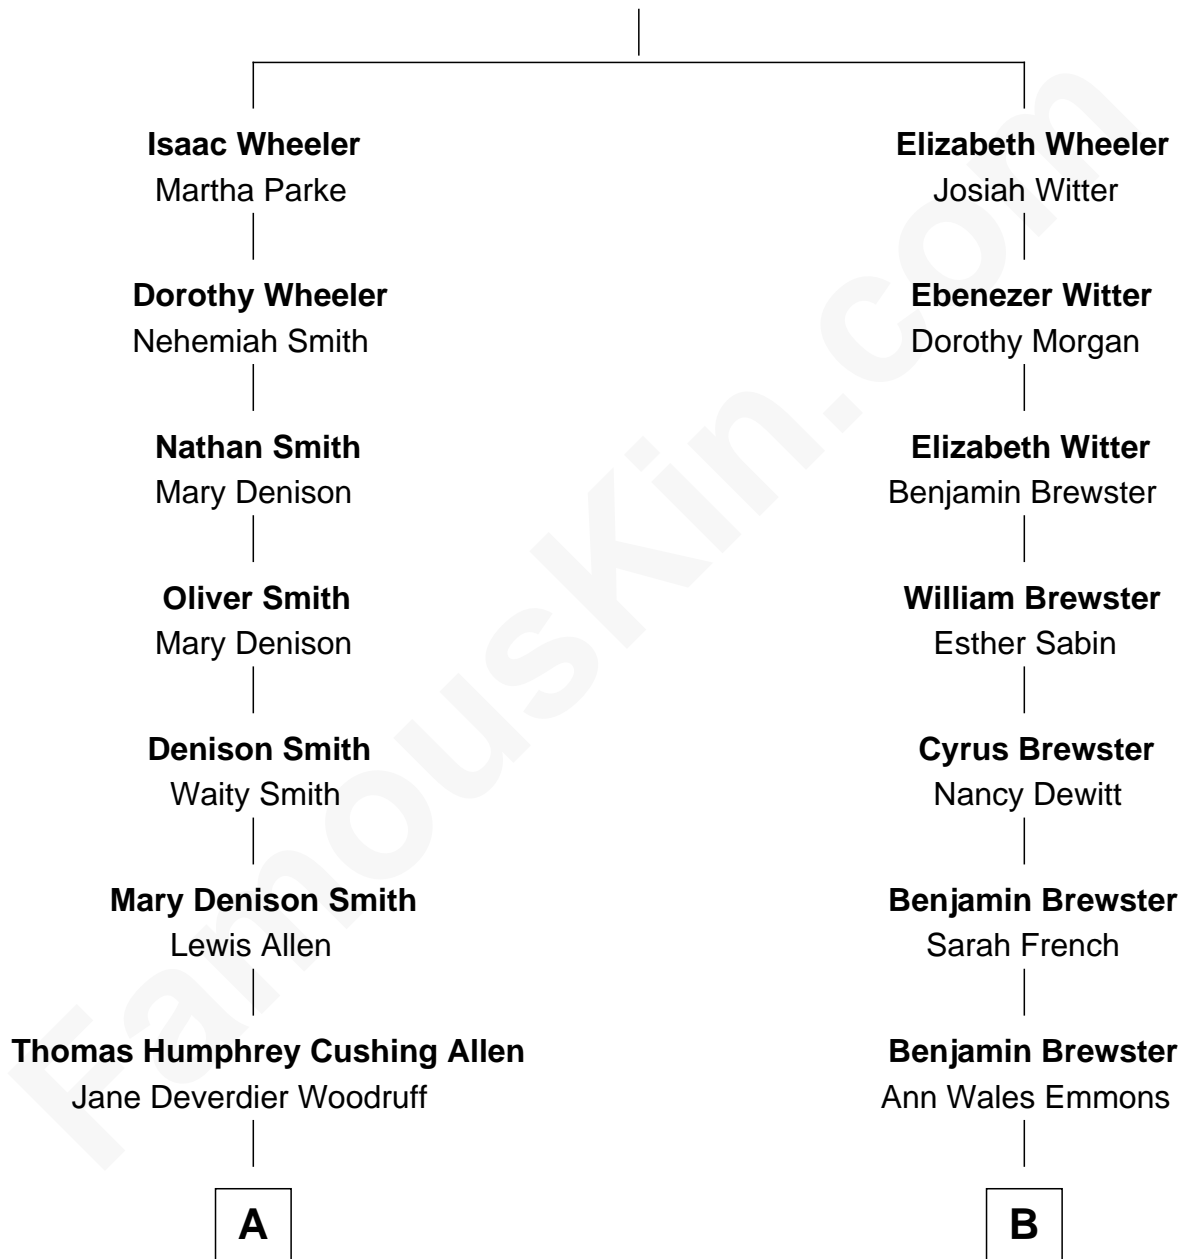 Isaac Wheeler
Martha Parke
Dorothy Wheeler
Nehemiah Smith
Nathan Smith
Mary Denison
Oliver Smith
Mary Denison
Denison Smith
Waity Smith
Mary Denison Smith
Lewis Allen
Thomas Humphrey Cushing Allen
Jane Deverdier Woodruff
A
Elizabeth Wheeler
Josiah Witter
Ebenezer Witter
Dorothy Morgan
Elizabeth Witter
Benjamin Brewster
William Brewster
Esther Sabin
Cyrus Brewster
Nancy Dewitt
Benjamin Brewster
Sarah French
Benjamin Brewster
Ann Wales Emmons
B
FamousKin.com